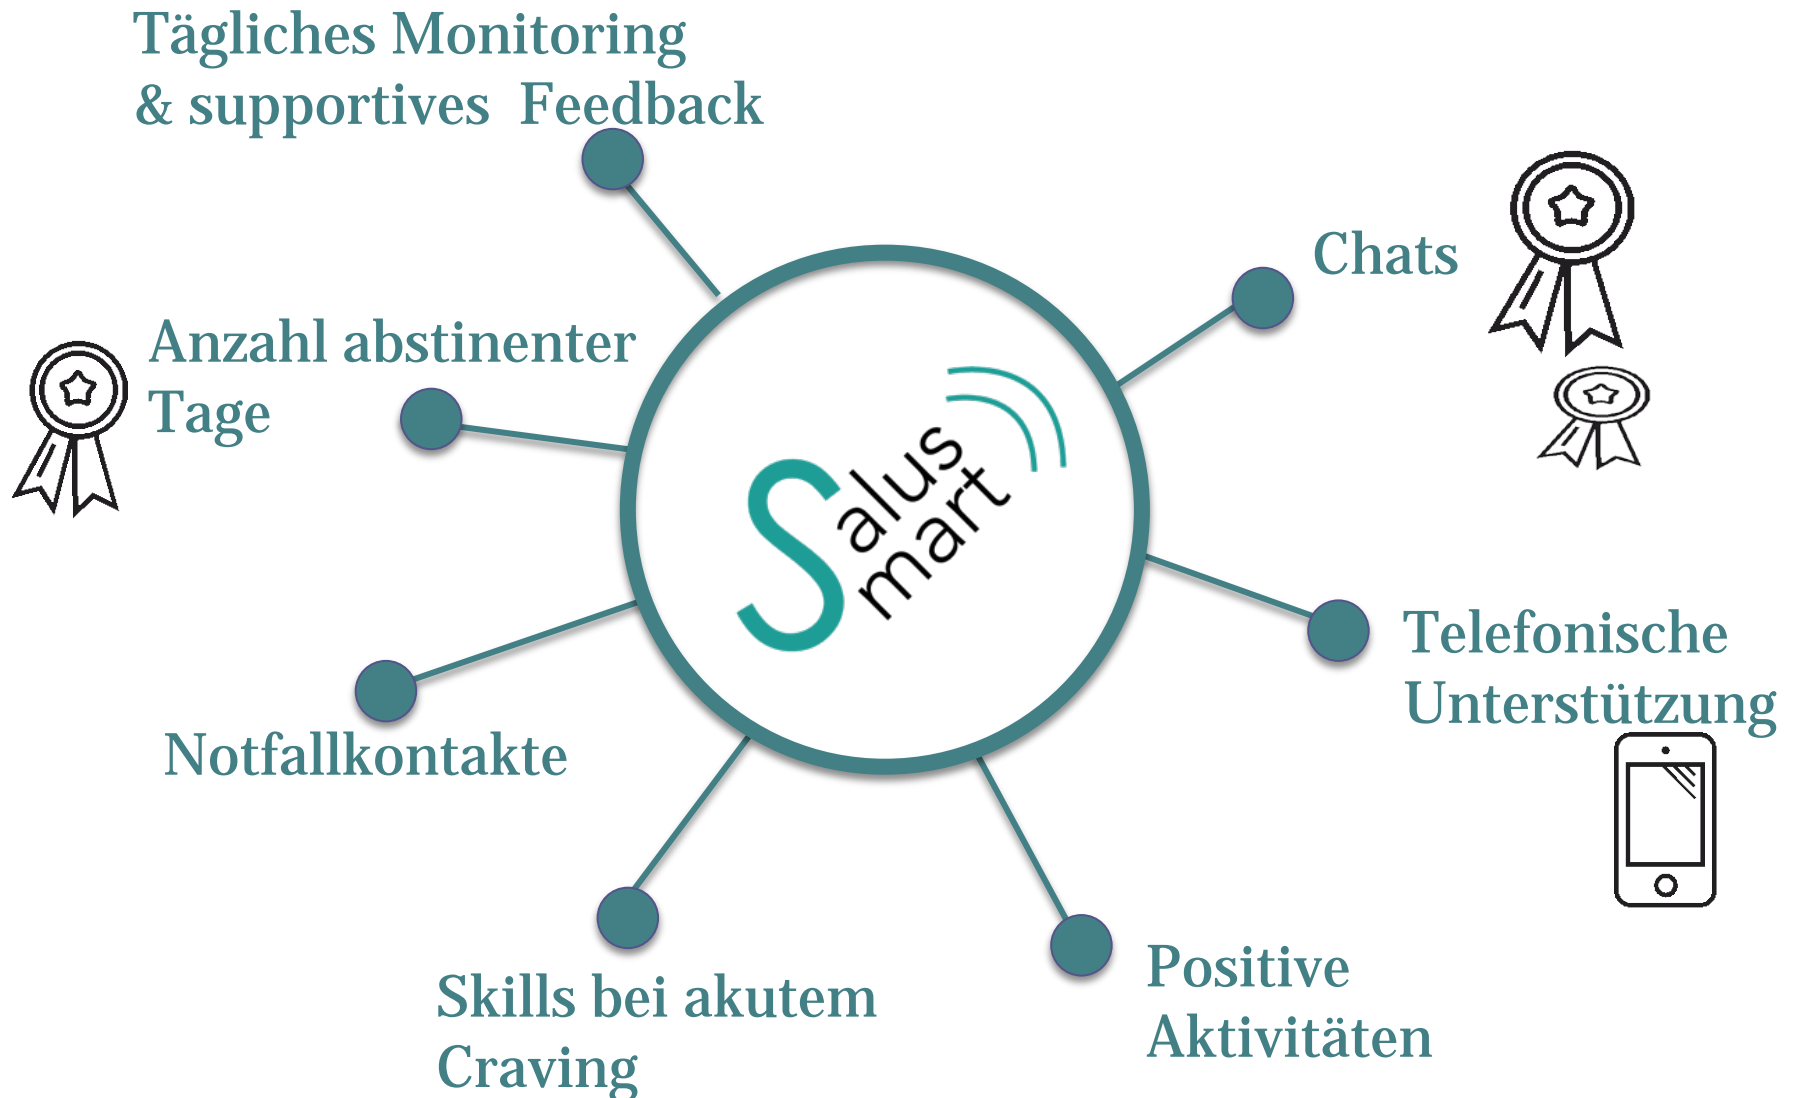 Tägliches Monitoring
& supportives Feedback
Chats
Anzahl abstinenter
Tage
Salus
Smart
Telefonische
Unterstützung
Notfallkontakte
Positive
Aktivitäten
Skills bei akutem
Craving